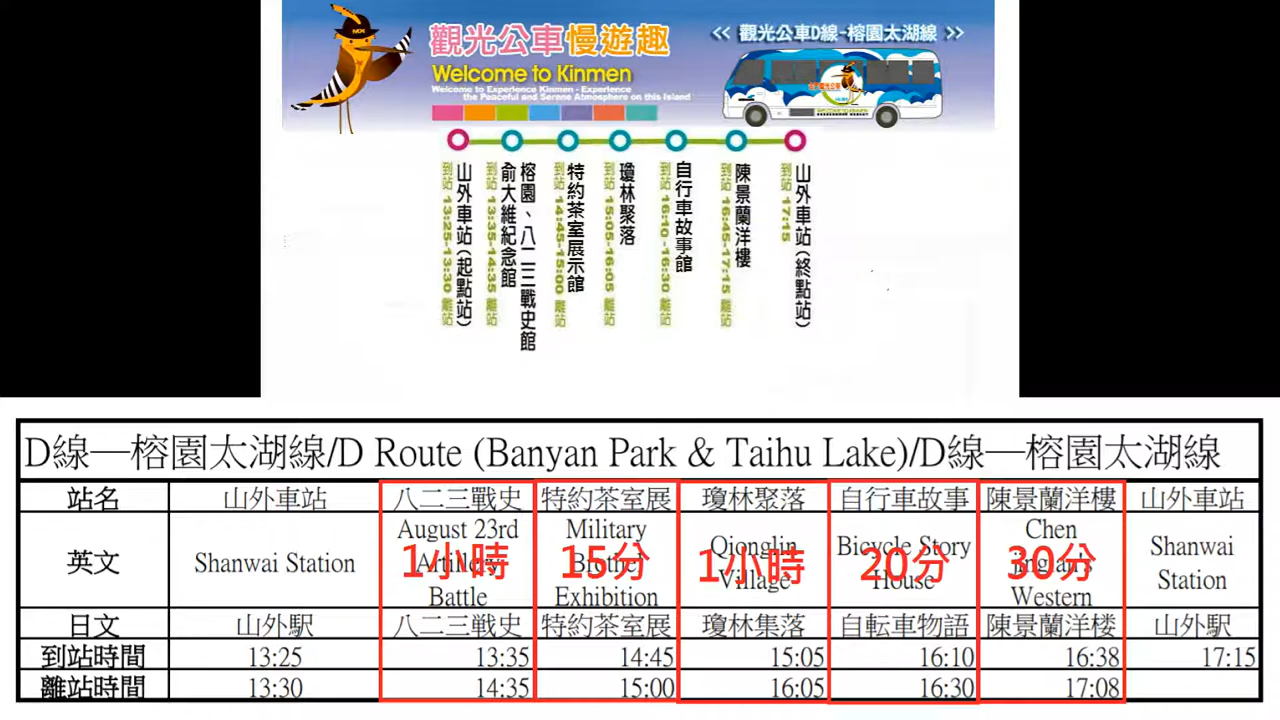 觀光公車慢遊趣
Welcome to Kinmen
Welcome to Experience Kinmen - Experience
the Peaceful and Serene Atmosphere on this Island
<< 觀光公車D線-榕園太湖線 >>
山外車站(起點站)
到站 13:25-13:30 離站
榕園、八二三戰史館
俞大維紀念館
到站 13:35-14:35 離站
特約茶室展示館
到站 14:45-15:00 離站
瓊林聚落
到站 15:05-16:05 離站
自行車故事館
到站 16:10-16:30 離站
陳景蘭洋樓
到站 16:45-17:15 離站
山外車站(終點站)
到站 17:15
D線—榕園太湖線/D Route (Banyan Park & Taihu Lake)/D線—榕園太湖線
站名 山外車站 八二三戰史 特約茶室展 瓊林聚落 自行車故事 陳景蘭洋樓 山外車站
英文 Shanwai Station August 23rd Artillery Battle Military Brothel Exhibition Qionglin Village Bicycle Story House Chen jinglan's Western Shanwai Station
1小時 15分 1小時 20分 30分
日文 山外駅 八二三戦史 特約茶室展 瓊林集落 自転車物語 陳景蘭洋楼 山外駅
到站時間 13:25 13:35 14:45 15:05 16:10 16:38 17:15
離站時間 13:30 14:35 15:00 16:05 16:30 17:08